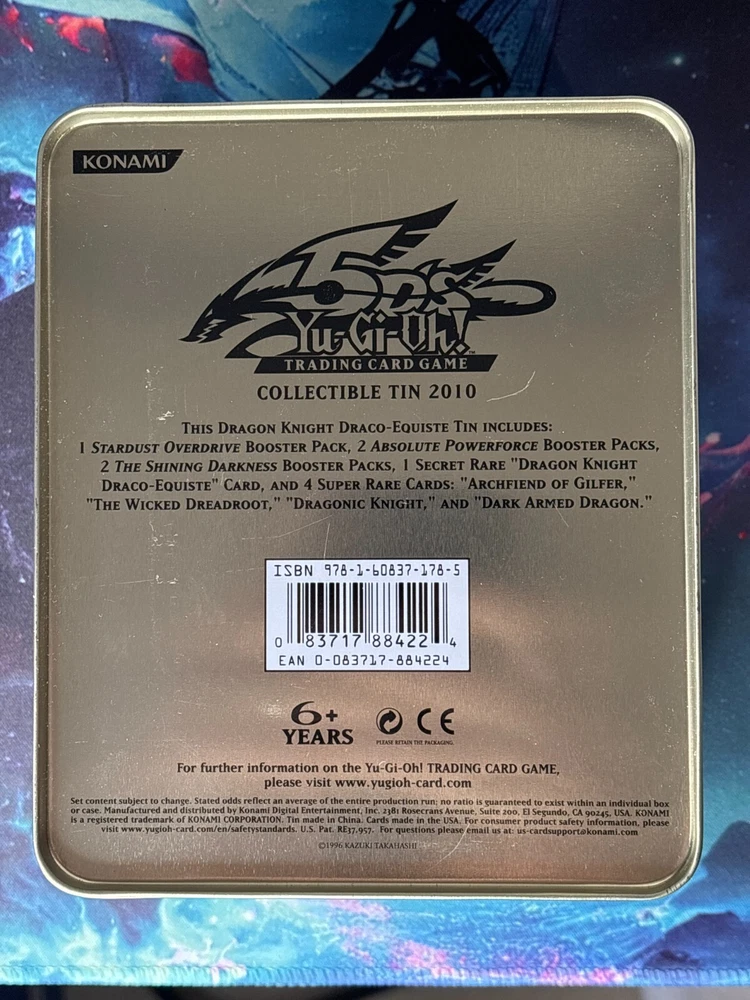 KONAMI
5D's
Yu-Gi-Oh!
TRADING CARD GAME
COLLECTIBLE TIN 2010
THIS DRAGON KNIGHT DRACO-EQUISTE TIN INCLUDES:
1 STARDUST OVERDRIVE BOOSTER PACK, 2 ABSOLUTE POWERFORCE BOOSTER PACKS,
2 THE SHINING DARKNESS BOOSTER PACKS, 1 SECRET RARE "DRAGON KNIGHT
DRACO-EQUISTE" CARD, AND 4 SUPER RARE CARDS: "ARCHFIEND OF GILFER,"
"THE WICKED DREADROOT," "DRAGONIC KNIGHT," AND "DARK ARMED DRAGON."
ISBN 978-1-60837-178-5
0 83717 88422 4
EAN 0-083717-884224
6+
YEARS
CE
PLEASE RETAIN THE PACKAGING.
For further information on the Yu-Gi-Oh! TRADING CARD GAME,
please visit www.yugioh-card.com
Set content subject to change. Stated odds reflect an average of the entire production run; no ratio is guaranteed to exist within an individual box
or case. Manufactured and distributed by Konami Digital Entertainment, Inc. 2381 Rosecrans Avenue, Suite 200, El Segundo, CA 90245, USA. KONAMI
is a registered trademark of KONAMI CORPORATION. Tin made in China. Cards made in the USA. For consumer product safety information, please
visit www.yugioh-card.com/en/safetystandards. U.S. Pat. RE37,957. For questions please email us at: us-cardsupport@konami.com
©1996 KAZUKI TAKAHASHI